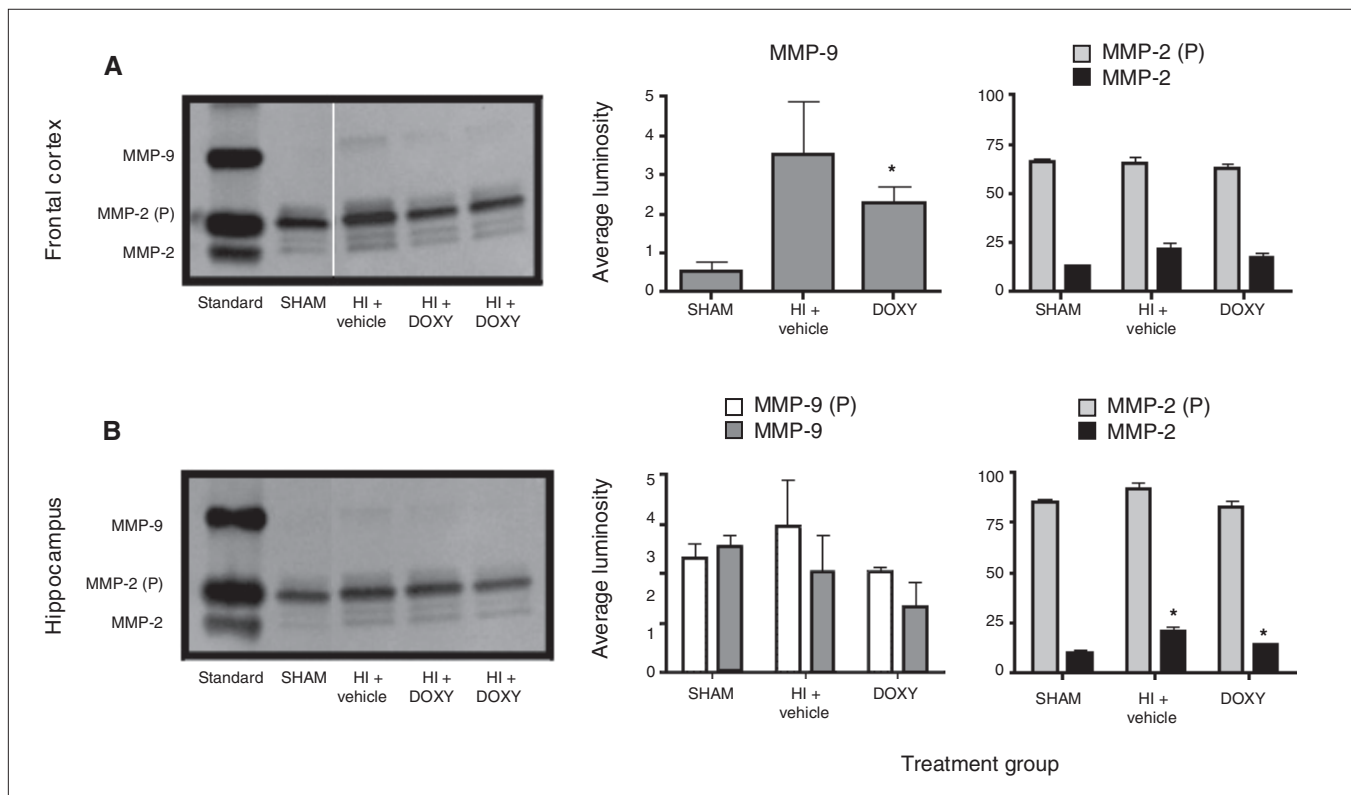 A
Frontal cortex
MMP-9
MMP-2 (P)
MMP-2
Standard SHAM HI + vehicle HI + DOXY HI + DOXY
MMP-9
Average luminosity
5
4
3
2
1
0
SHAM HI + vehicle DOXY
*
MMP-2 (P)
MMP-2
100
75
50
25
0
SHAM HI + vehicle DOXY
B
Hippocampus
MMP-9
MMP-2 (P)
MMP-2
Standard SHAM HI + vehicle HI + DOXY HI + DOXY
MMP-9 (P)
MMP-9
Average luminosity
5
4
3
2
1
0
SHAM HI + vehicle DOXY
MMP-2 (P)
MMP-2
100
75
50
25
0
* *
SHAM HI + vehicle DOXY
Treatment group